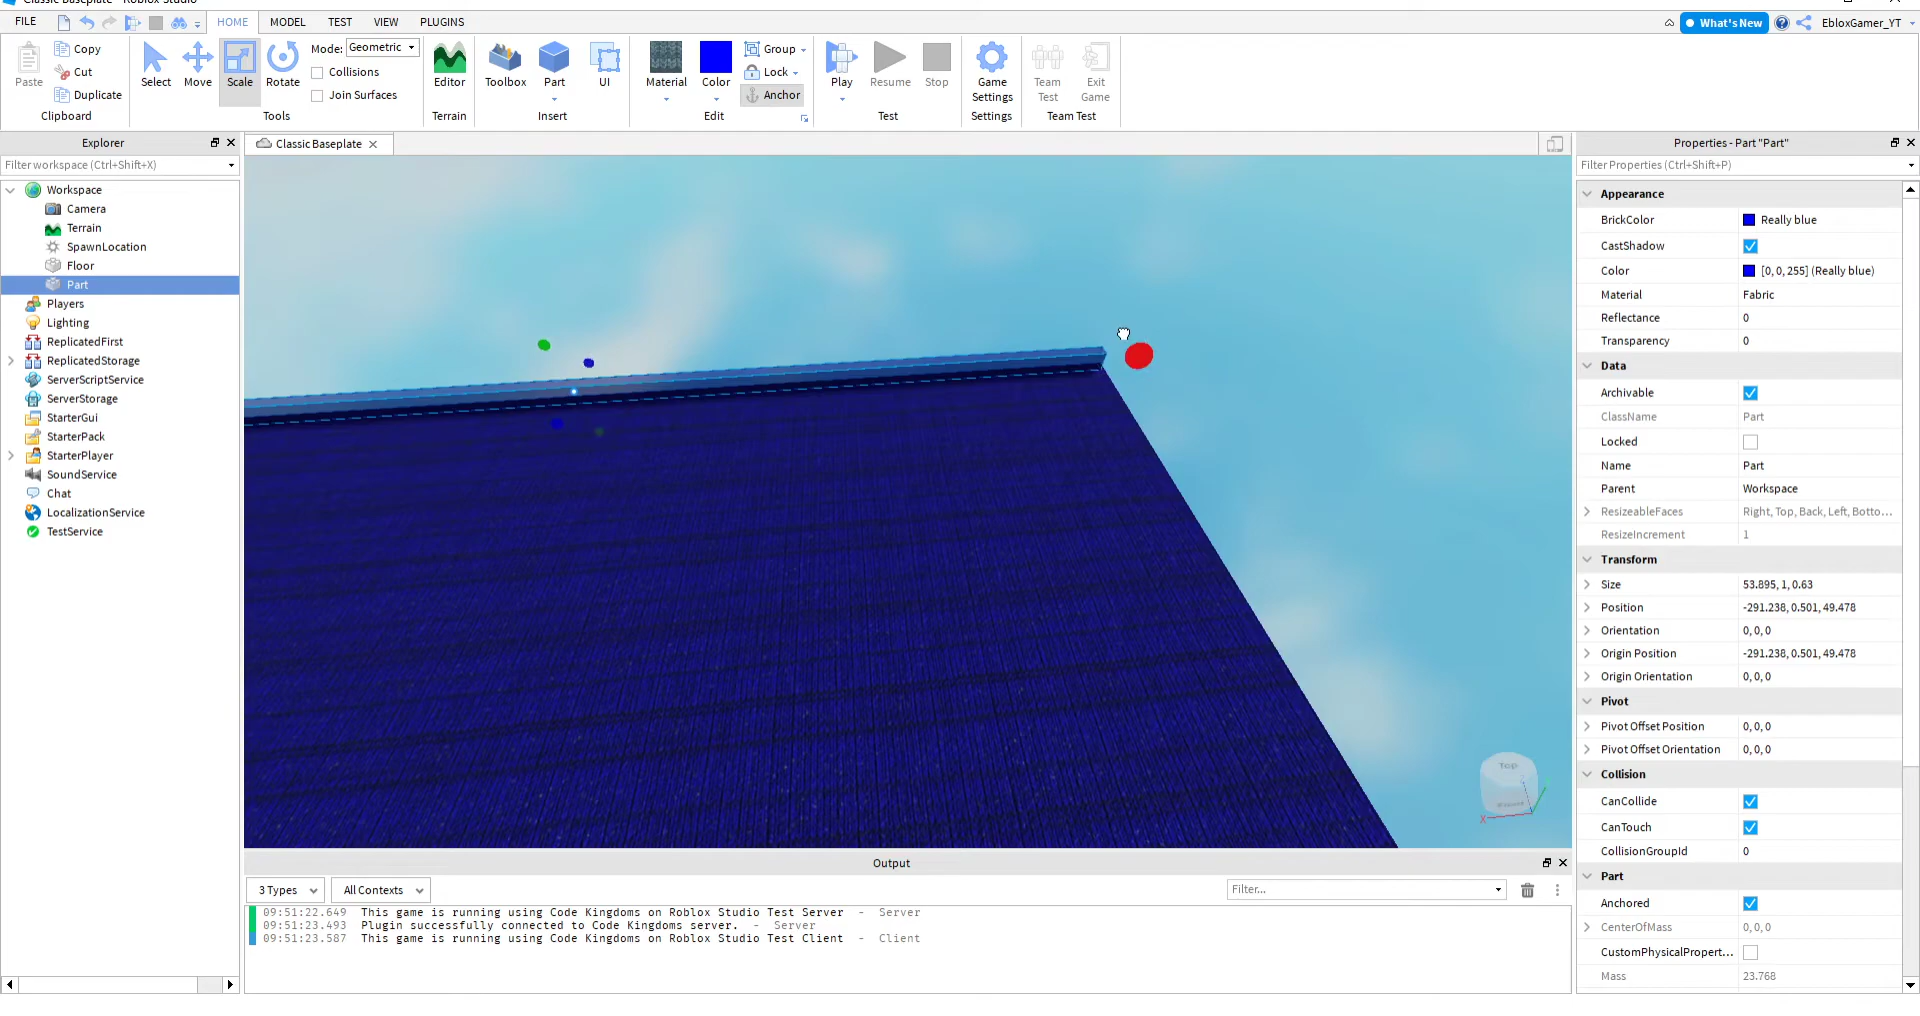 Classic Baseplate - Roblox Studio
FILE HOME MODEL TEST VIEW PLUGINS What's New EbloxGamer_YT
Paste
Copy
Cut
Duplicate
Clipboard
Select Move Scale Rotate
Mode: Geometric
Collisions
Join Surfaces
Tools
Editor
Terrain
Toolbox Part UI
Insert
Material Color
Group
Lock
Anchor
Edit
Play Resume Stop
Test
Game Settings
Settings
Team Test
Exit Game
Team Test
Explorer
Filter workspace (Ctrl+Shift+X)
Workspace
Camera
Terrain
SpawnLocation
Floor
Part
Players
Lighting
ReplicatedFirst
ReplicatedStorage
ServerScriptService
ServerStorage
StarterGui
StarterPack
StarterPlayer
SoundService
Chat
LocalizationService
TestService
Classic Baseplate
Top
X
Output
3 Types All Contexts Filter...
09:51:22.649 This game is running using Code Kingdoms on Roblox Studio Test Server - Server
09:51:23.493 Plugin successfully connected to Code Kingdoms server. - Server
09:51:23.587 This game is running using Code Kingdoms on Roblox Studio Test Client - Client
Properties - Part "Part"
Filter Properties (Ctrl+Shift+P)
Appearance
BrickColor Really blue
CastShadow
Color [0, 0, 255] (Really blue)
Material Fabric
Reflectance 0
Transparency 0
Data
Archivable
ClassName Part
Locked
Name Part
Parent Workspace
ResizeableFaces Right, Top, Back, Left, Botto...
ResizeIncrement 1
Transform
Size 53.895, 1, 0.63
Position -291.238, 0.501, 49.478
Orientation 0, 0, 0
Origin Position -291.238, 0.501, 49.478
Origin Orientation 0, 0, 0
Pivot
Pivot Offset Position 0, 0, 0
Pivot Offset Orientation 0, 0, 0
Collision
CanCollide
CanTouch
CollisionGroupId 0
Part
Anchored
CenterOfMass 0, 0, 0
CustomPhysicalPropert...
Mass 23.768